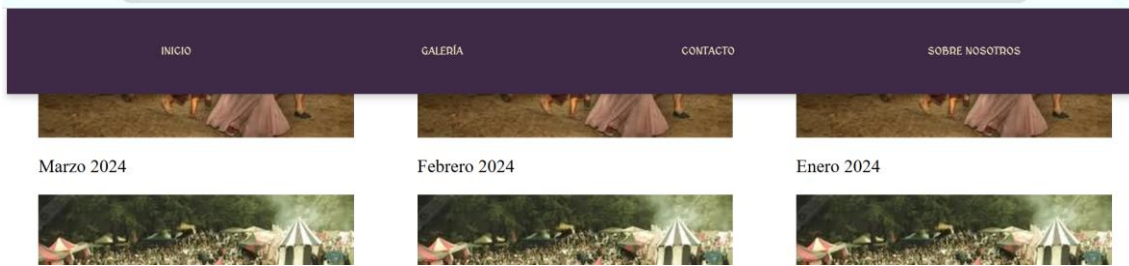 INICIO GALERÍA CONTACTO SOBRE NOSOTROS
Marzo 2024 Febrero 2024 Enero 2024